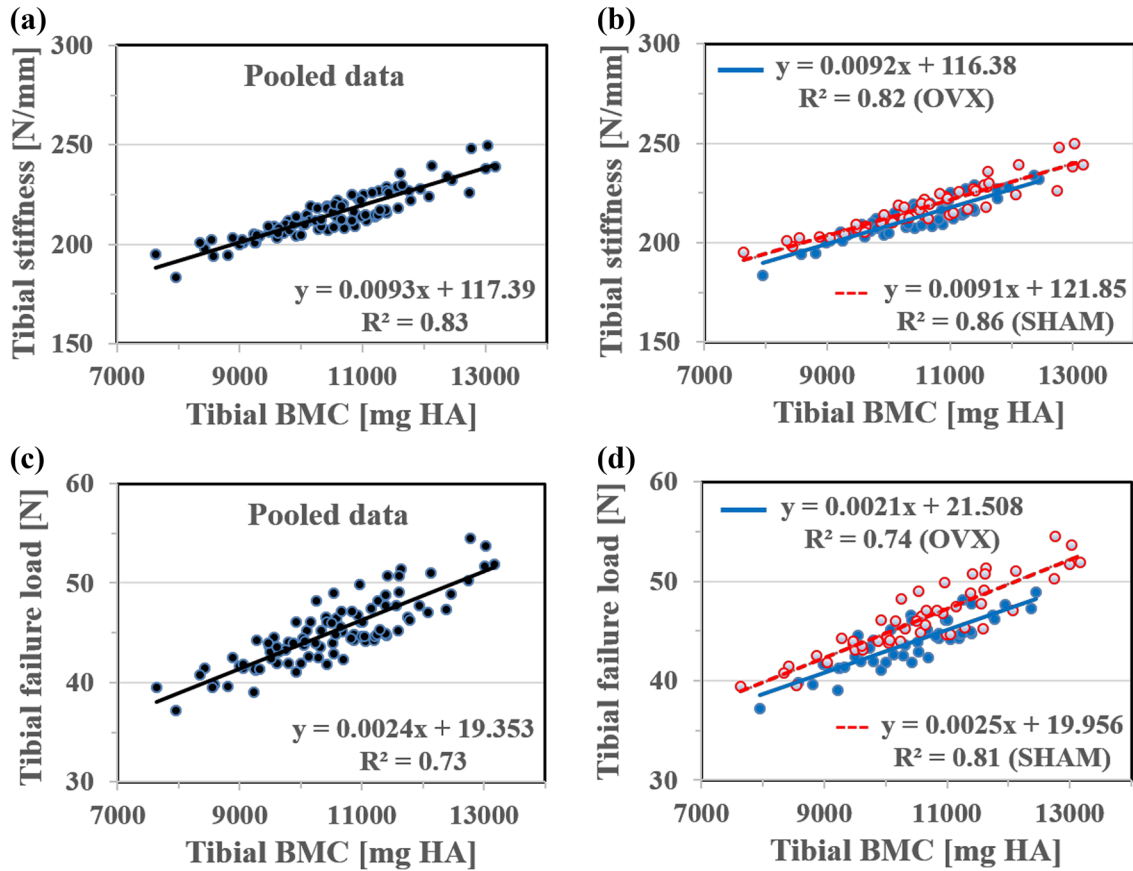 (a)
300
250
200
150
Tibial stiffness [N/mm]
Pooled data
y = 0.0093x + 117.39
R² = 0.83
7000 9000 11000 13000
Tibial BMC [mg HA]
(b)
300
250
200
150
Tibial stiffness [N/mm]
y = 0.0092x + 116.38
R² = 0.82 (OVX)
y = 0.0091x + 121.85
R² = 0.86 (SHAM)
7000 9000 11000 13000
Tibial BMC [mg HA]
(c)
60
50
40
30
Tibial failure load [N]
Pooled data
y = 0.0024x + 19.353
R² = 0.73
7000 9000 11000 13000
Tibial BMC [mg HA]
(d)
60
50
40
30
Tibial failure load [N]
y = 0.0021x + 21.508
R² = 0.74 (OVX)
y = 0.0025x + 19.956
R² = 0.81 (SHAM)
7000 9000 11000 13000
Tibial BMC [mg HA]